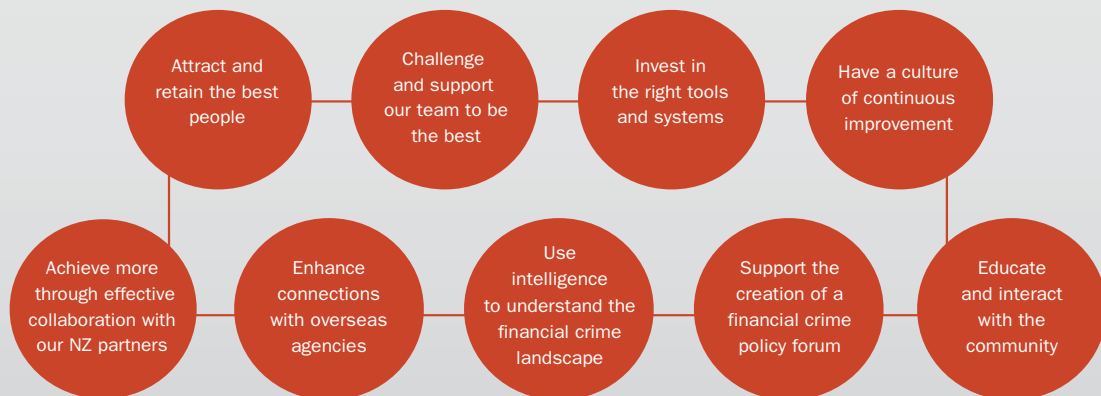 Attract and
retain the best
people
Challenge
and support
our team to be
the best
Invest in
the right tools
and systems
Have a culture
of continuous
improvement
Achieve more
through effective
collaboration with
our NZ partners
Enhance
connections
with overseas
agencies
Use
intelligence
to understand the
financial crime
landscape
Support the
creation of a
financial crime
policy forum
Educate
and interact
with the
community